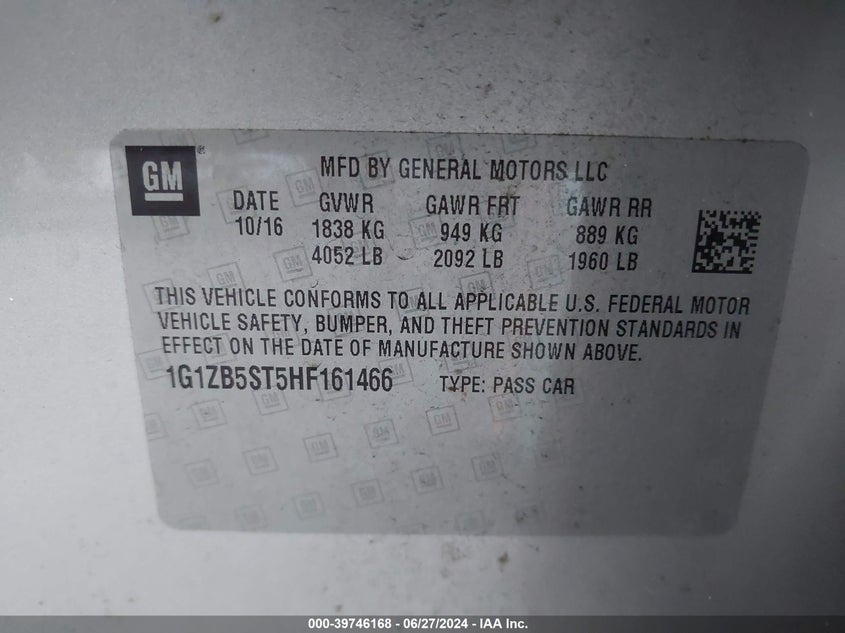 GM
MFD BY GENERAL MOTORS LLC
DATE GVWR GAWR FRT GAWR RR
10/16 1838 KG 949 KG 889 KG
4052 LB 2092 LB 1960 LB
THIS VEHICLE CONFORMS TO ALL APPLICABLE U.S. FEDERAL MOTOR
VEHICLE SAFETY, BUMPER, AND THEFT PREVENTION STANDARDS IN
EFFECT ON THE DATE OF MANUFACTURE SHOWN ABOVE.
1G1ZB5ST5HF161466 TYPE: PASS CAR
000-39746168 - 06/27/2024 - IAA Inc.